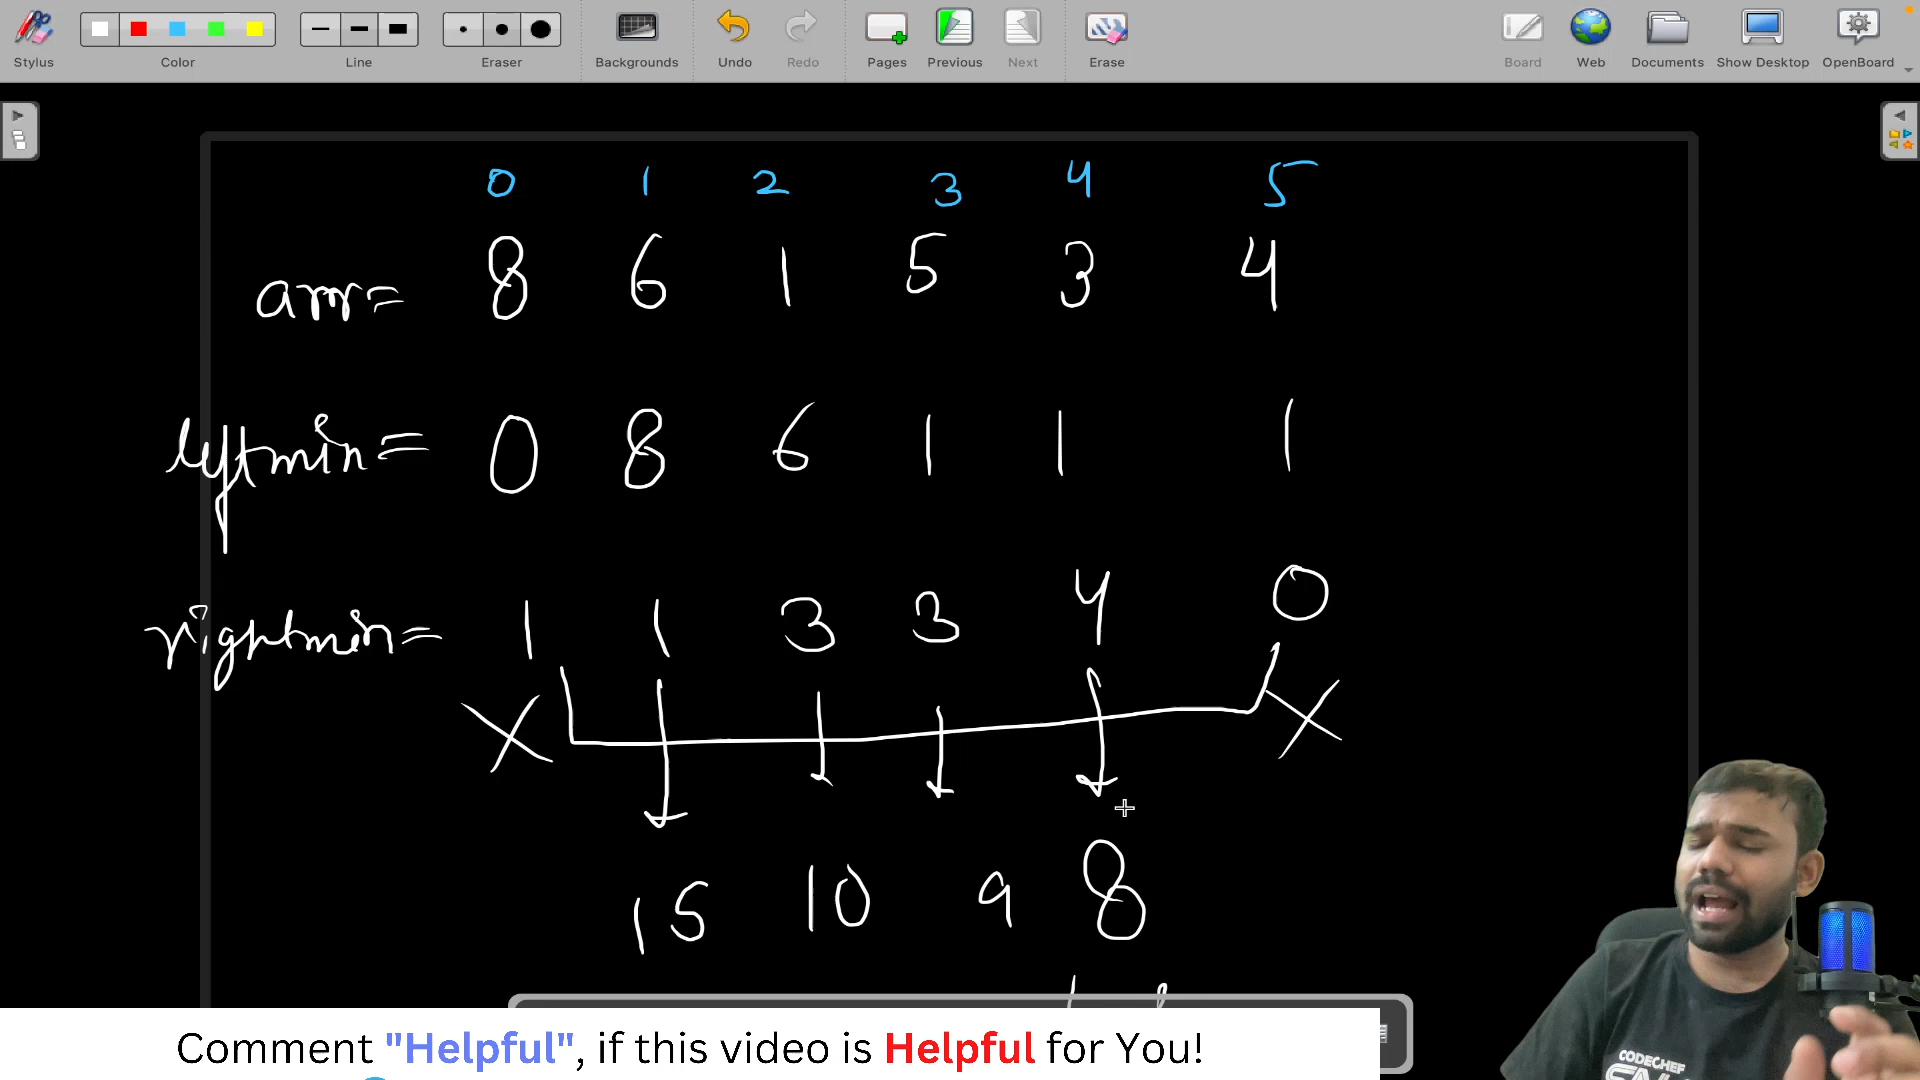 Stylus Color Line Eraser Backgrounds Undo Redo Pages Previous Next Erase Board Web Documents Show Desktop OpenBoard
0 1 2 3 4 5
arr= 8 6 1 5 3 4
leftmin= 0 8 6 1 1 1
rightmin= 1 1 3 3 4 0
X X
15 10 9 8
Comment "Helpful", if this video is Helpful for You!
CODECHEF